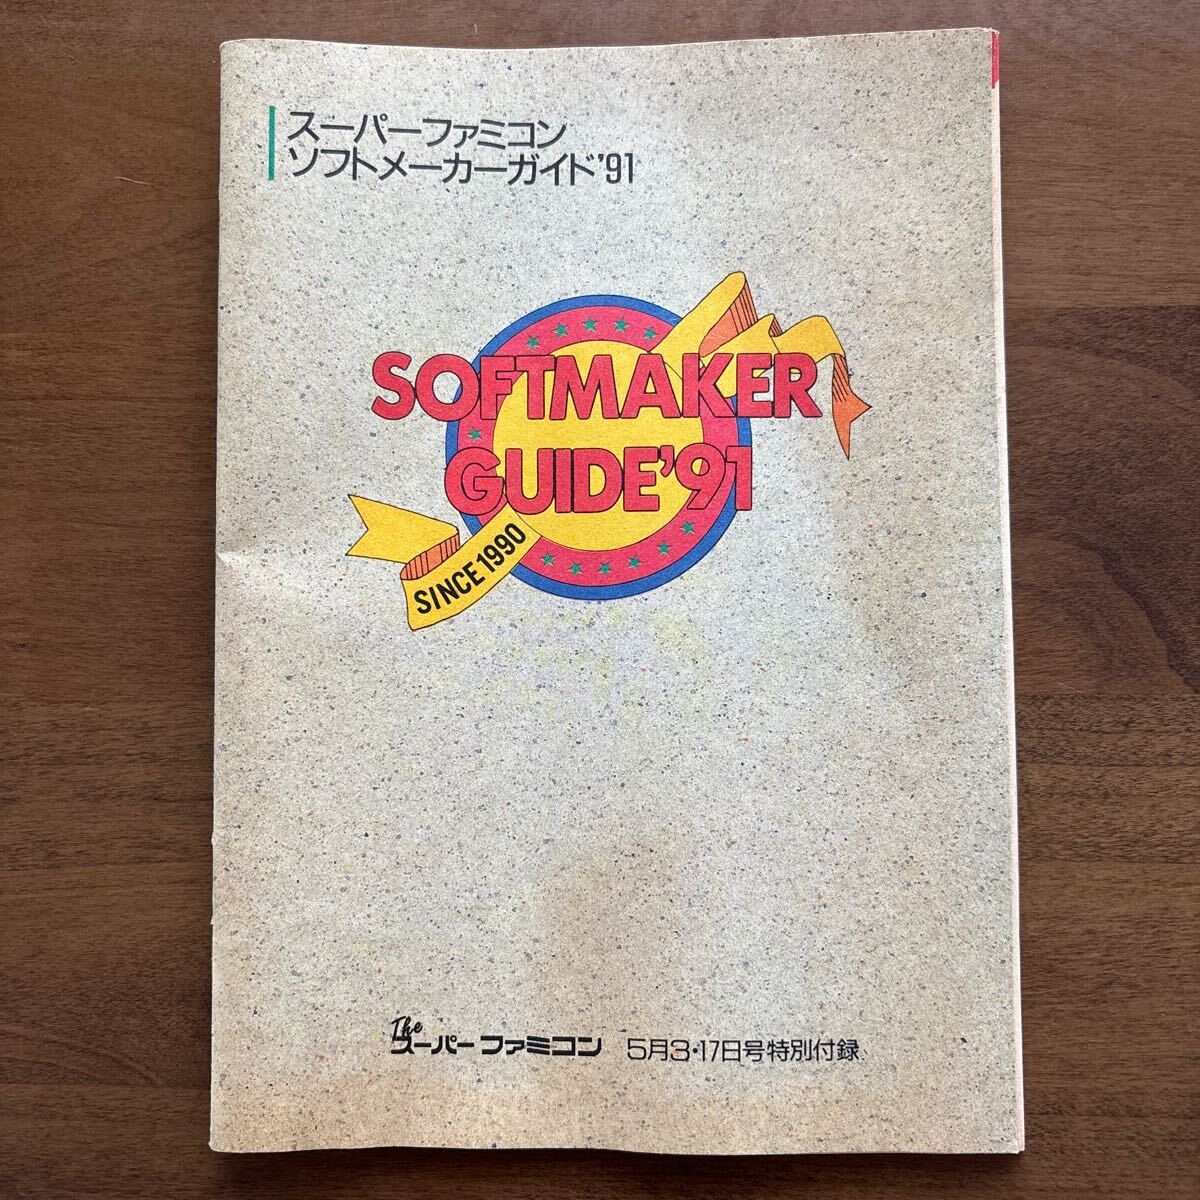 スーパーファミコン
ソフトメーカーガイド'91
SOFTMAKER
GUIDE'91
SINCE 1990
The
スーパーファミコン 5月3・17日号特別付録